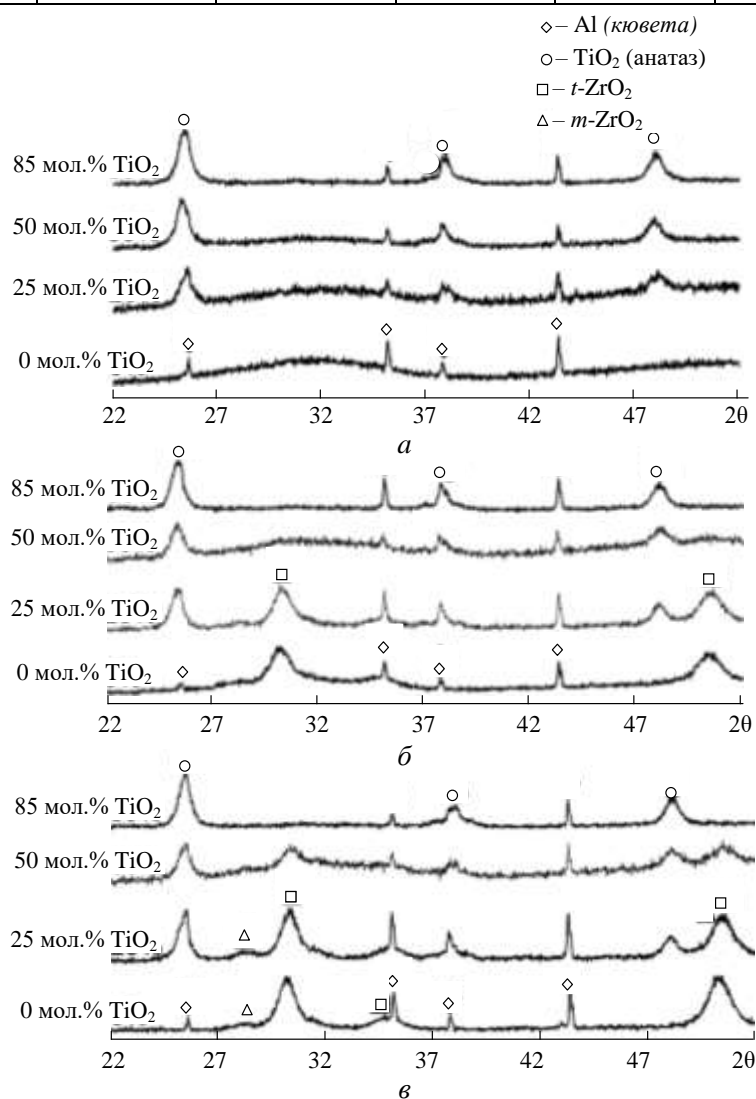 ◇ – Al (кювета)
○ – TiO₂ (анатаз)
□ – t-ZrO₂
△ – m-ZrO₂
85 мол.% TiO₂
50 мол.% TiO₂
25 мол.% TiO₂
0 мол.% TiO₂
22 27 32 37 42 47 2θ
а
85 мол.% TiO₂
50 мол.% TiO₂
25 мол.% TiO₂
0 мол.% TiO₂
22 27 32 37 42 47 2θ
б
85 мол.% TiO₂
50 мол.% TiO₂
25 мол.% TiO₂
0 мол.% TiO₂
22 27 32 37 42 47 2θ
в